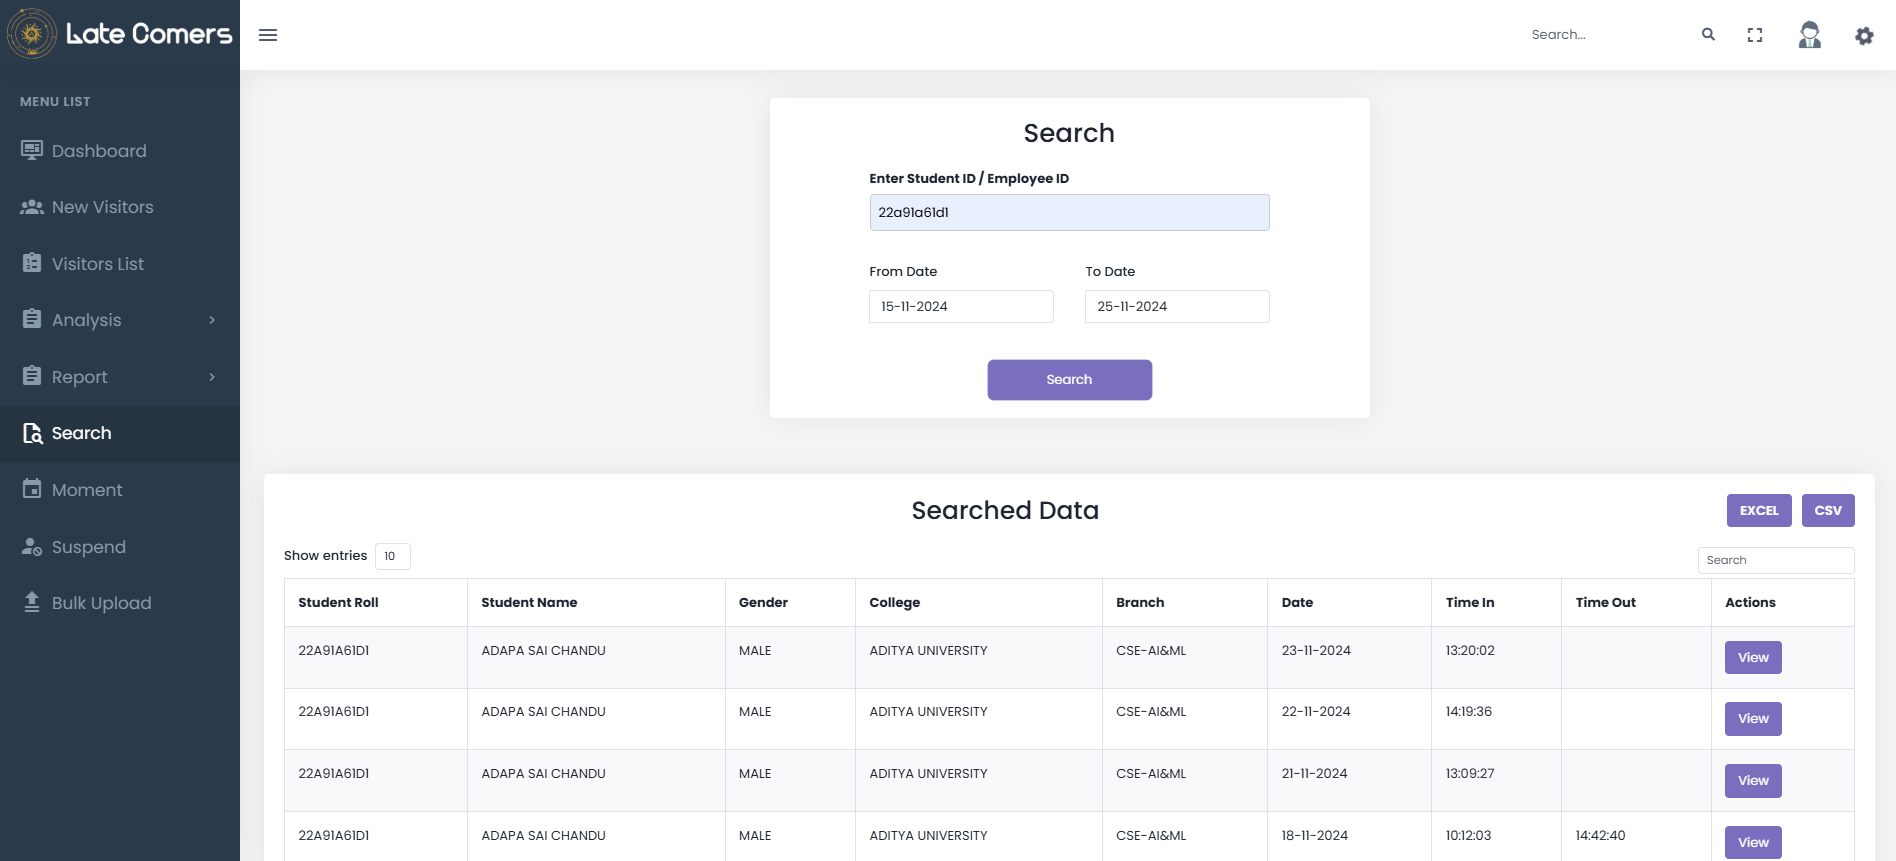 Late Comers
Search...
MENU LIST
Dashboard
New Visitors
Visitors List
Analysis
Report
Search
Moment
Suspend
Bulk Upload
Search
Enter Student ID / Employee ID
22a91a61d1
From Date To Date
15-11-2024 25-11-2024
Search
Searched Data
EXCEL CSV
Show entries 10
Search
Student Roll Student Name Gender College Branch Date Time In Time Out Actions
22A91A61D1 ADAPA SAI CHANDU MALE ADITYA UNIVERSITY CSE-AI&ML 23-11-2024 13:20:02 View
22A91A61D1 ADAPA SAI CHANDU MALE ADITYA UNIVERSITY CSE-AI&ML 22-11-2024 14:19:36 View
22A91A61D1 ADAPA SAI CHANDU MALE ADITYA UNIVERSITY CSE-AI&ML 21-11-2024 13:09:27 View
22A91A61D1 ADAPA SAI CHANDU MALE ADITYA UNIVERSITY CSE-AI&ML 18-11-2024 10:12:03 14:42:40 View